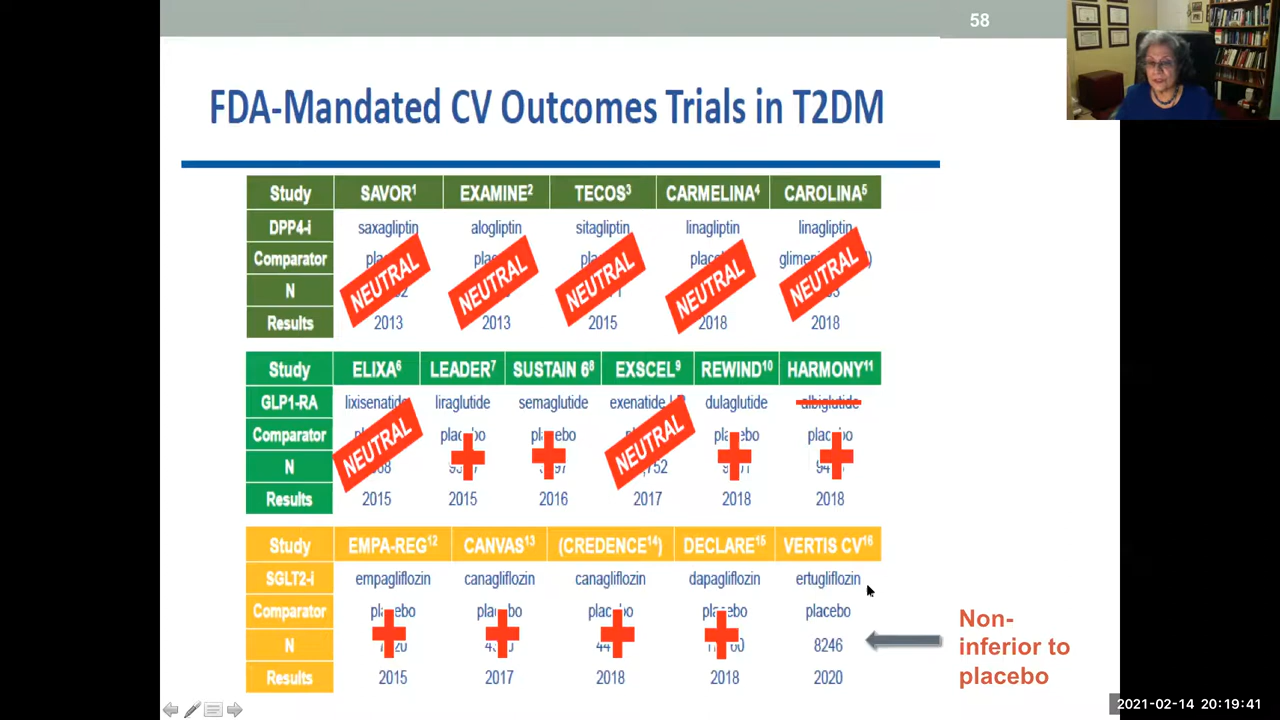 58
FDA-Mandated CV Outcomes Trials in T2DM
Study SAVOR¹ EXAMINE² TECOS³ CARMELINA⁴ CAROLINA⁵
DPP4-i saxagliptin alogliptin sitagliptin linagliptin linagliptin
Comparator
NEUTRAL NEUTRAL NEUTRAL NEUTRAL NEUTRAL
N
Results 2013 2013 2015 2018 2018
Study ELIXA⁶ LEADER⁷ SUSTAIN 6⁸ EXSCEL⁹ REWIND¹⁰ HARMONY¹¹
GLP1-RA lixisenatide liraglutide semaglutide exenatide dulaglutide albiglutide
Comparator placebo placebo placebo placebo
NEUTRAL NEUTRAL
N
Results 2015 2015 2016 2017 2018 2018
Study EMPA-REG¹² CANVAS¹³ (CREDENCE¹⁴) DECLARE¹⁵ VERTIS CV¹⁶
SGLT2-i empagliflozin canagliflozin canagliflozin dapagliflozin ertugliflozin
Comparator placebo placebo placebo placebo placebo
N 8246
Results 2015 2017 2018 2018 2020
Non-
inferior to
placebo
2021-02-14 20:19:41